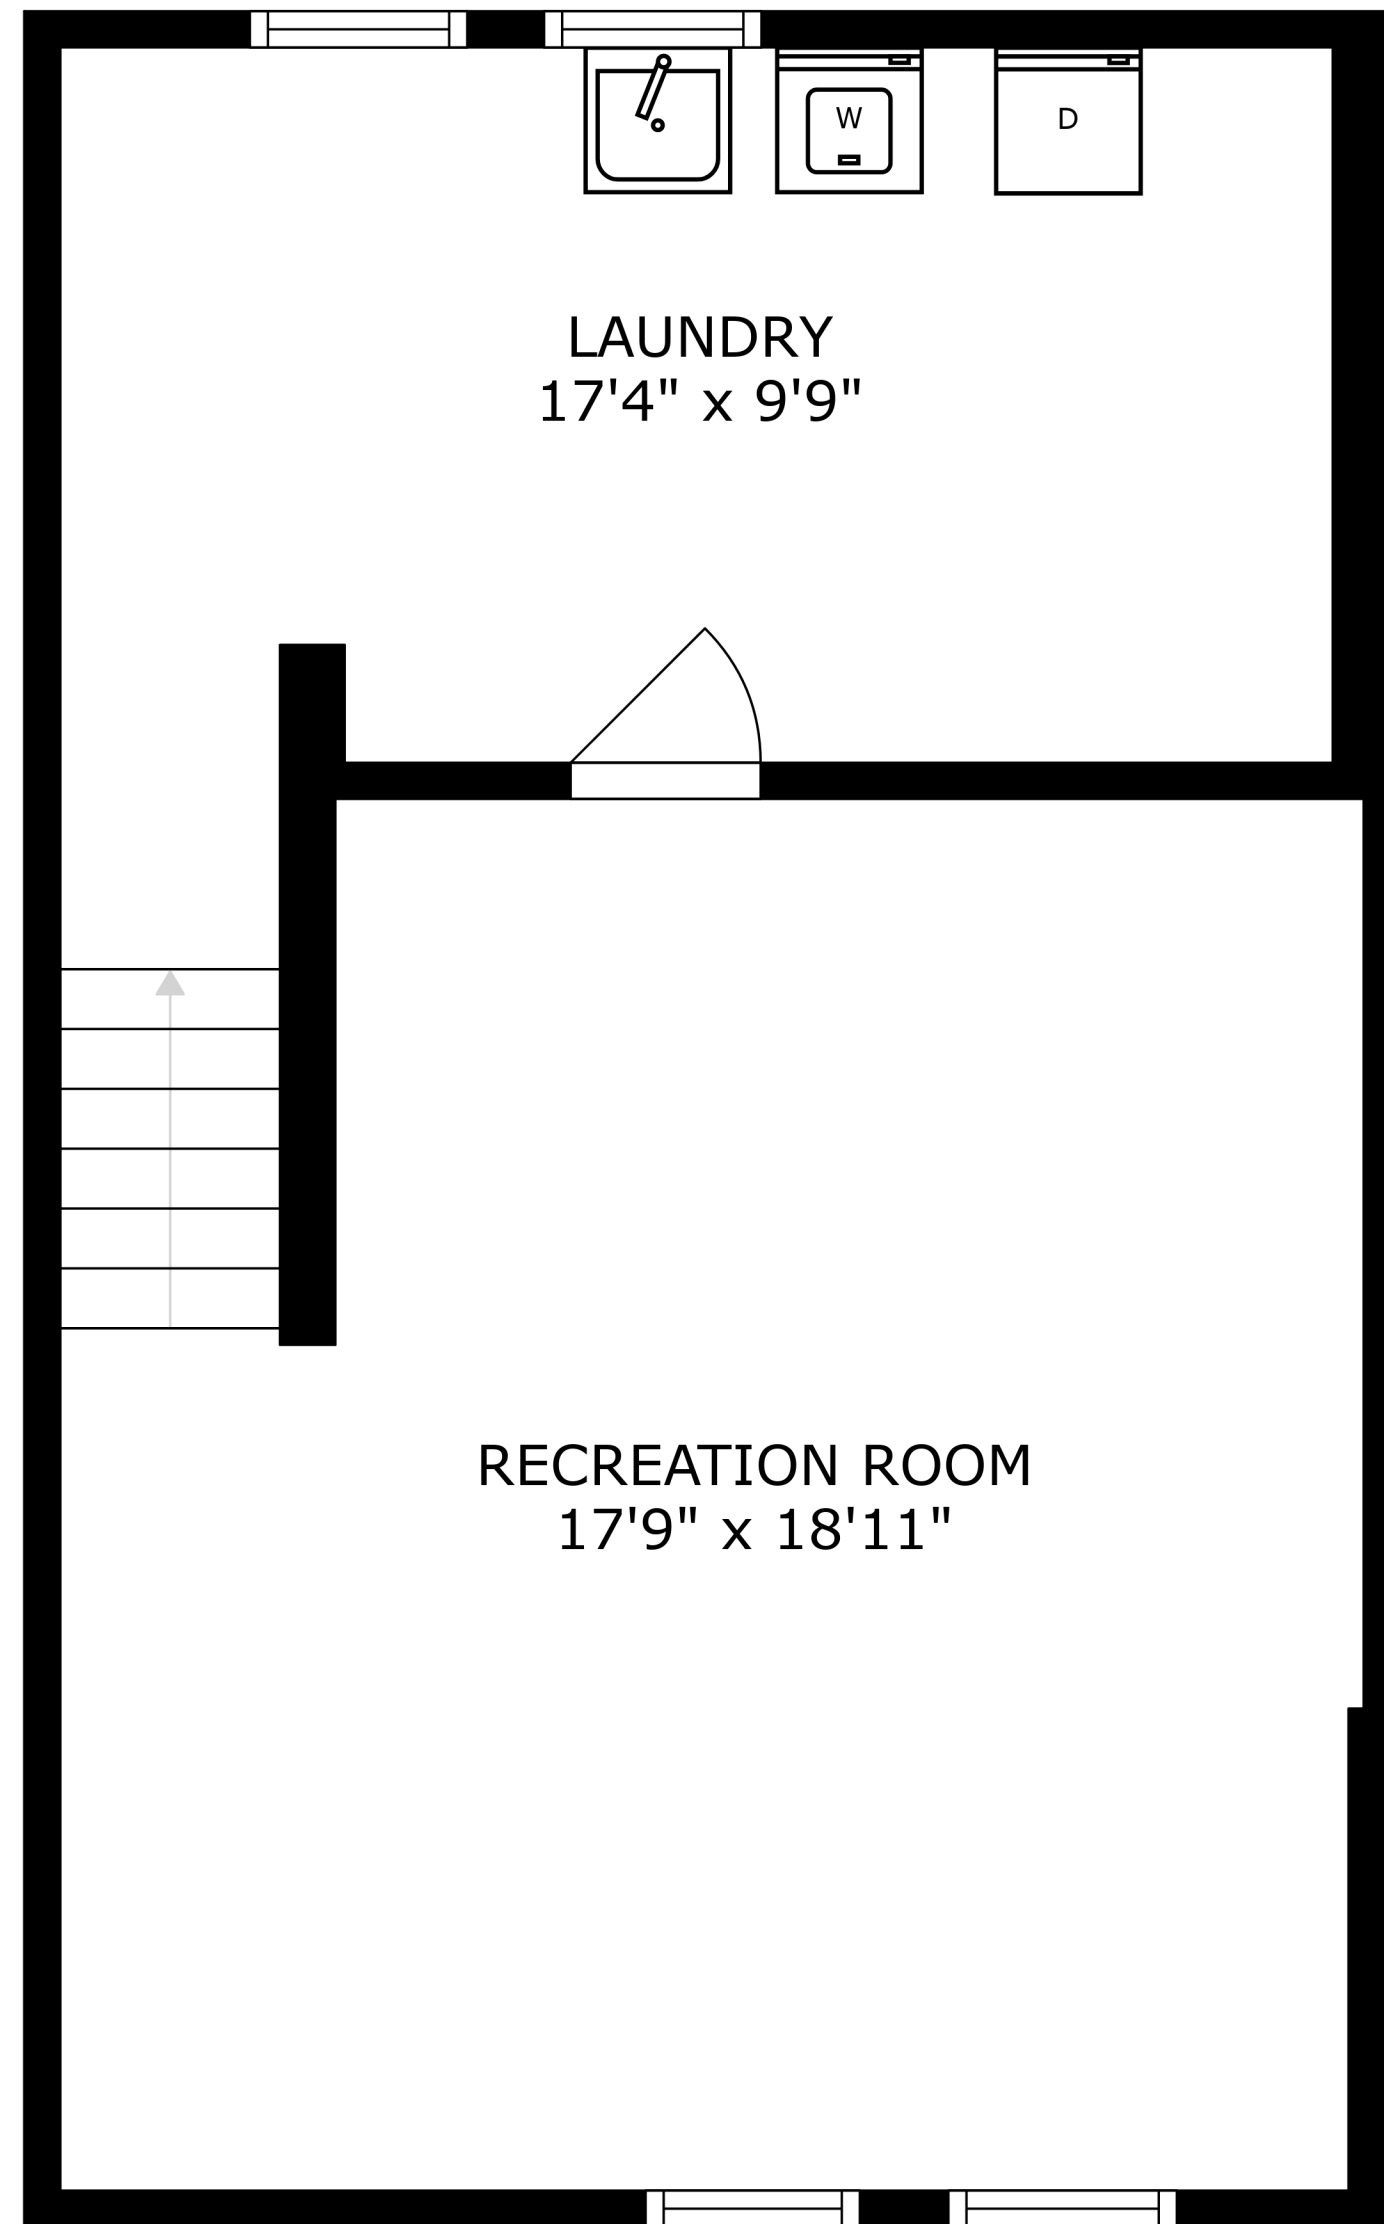 W
D
LAUNDRY
17'4" x 9'9"
RECREATION ROOM
17'9" x 18'11"